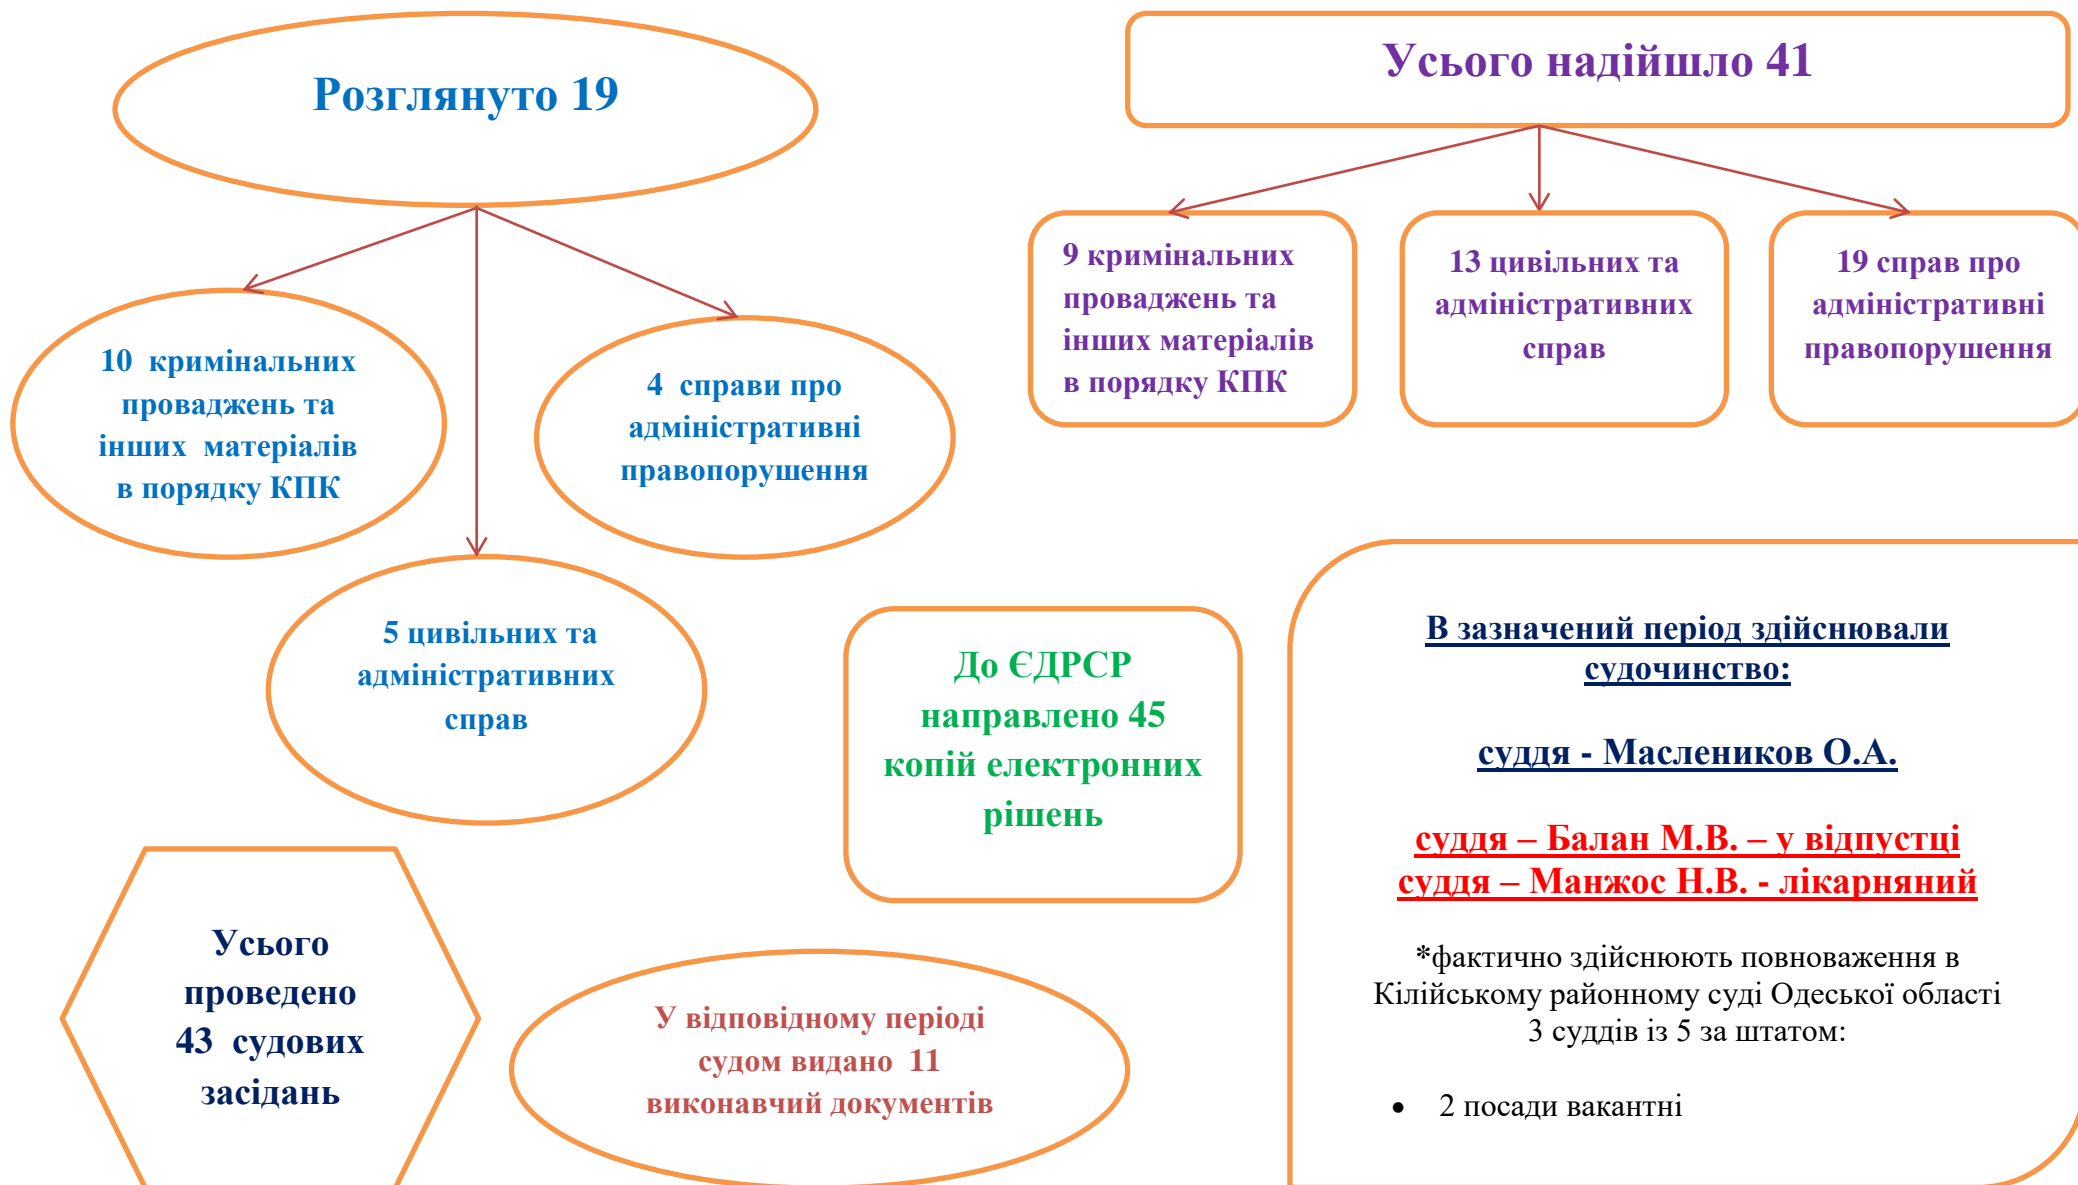 Розглянуто 19
10 кримінальних
проваджень та
інших матеріалів
в порядку КПК
4 справи про
адміністративні
правопорушення
5 цивільних та
адміністративних
справ
Усього надійшло 41
9 кримінальних
проваджень та
інших матеріалів
в порядку КПК
13 цивільних та
адміністративних
справ
19 справ про
адміністративні
правопорушення
До ЄДРСР
направлено 45
копій електронних
рішень
В зазначений період здійснювали
судочинство:
суддя - Маслеников О.А.
суддя – Балан М.В. – у відпустці
суддя – Манжос Н.В. - лікарняний
*фактично здійснюють повноваження в
Кілійському районному суді Одеської області
3 суддів із 5 за штатом:
• 2 посади вакантні
Усього
проведено
43 судових
засідань
У відповідному періоді
судом видано 11
виконавчий документів